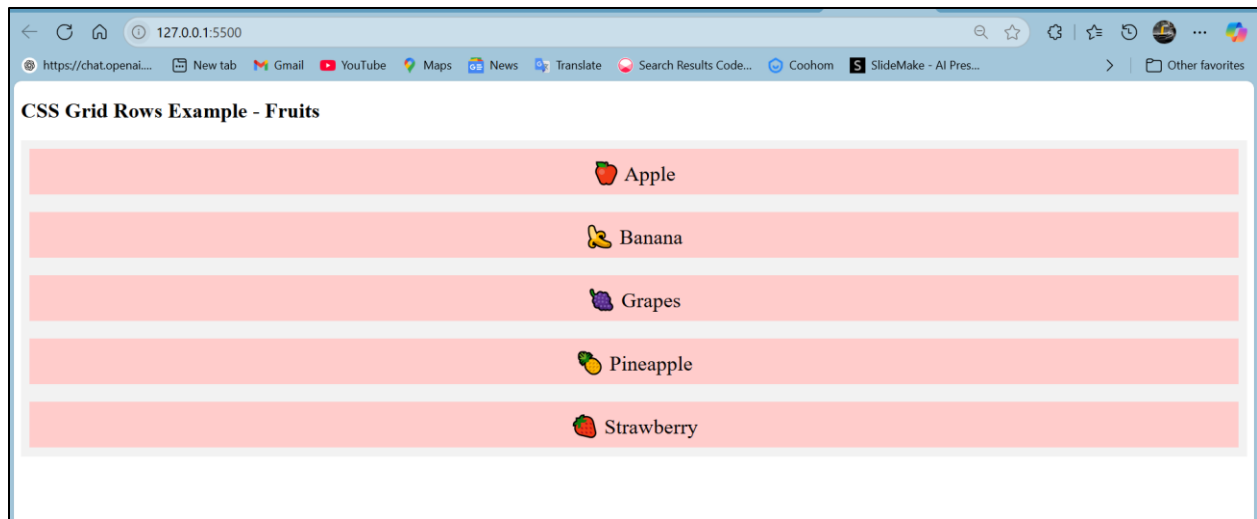 127.0.0.1:5500
https://chat.openai.... New tab Gmail YouTube Maps News Translate Search Results Code... Coohom SlideMake - AI Pres... Other favorites
CSS Grid Rows Example - Fruits
🍎 Apple
🍌 Banana
🍇 Grapes
🍍 Pineapple
🍓 Strawberry